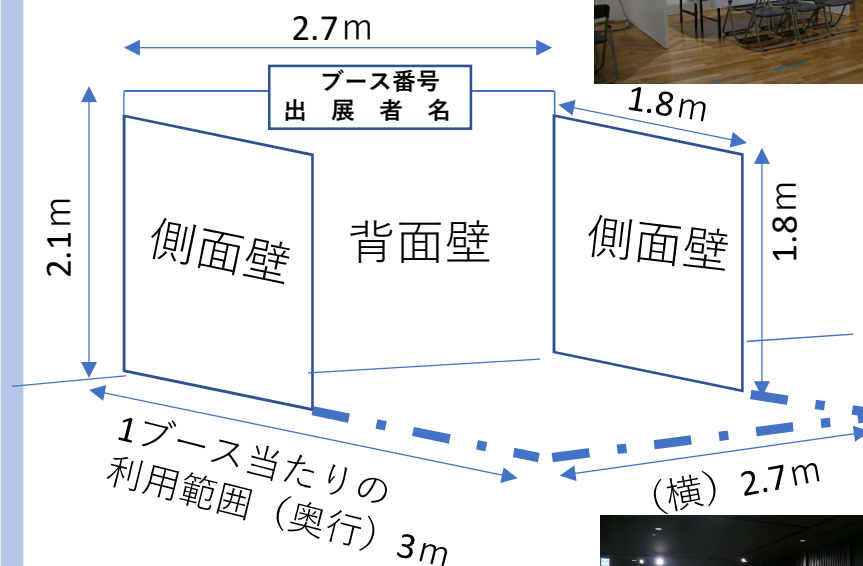 2.7m
ブース番号
出 展 者 名
1.8m
2.1m
側面壁
背面壁
側面壁
1.8m
1ブース当たりの
利用範囲（奥行）3m
（横）2.7m